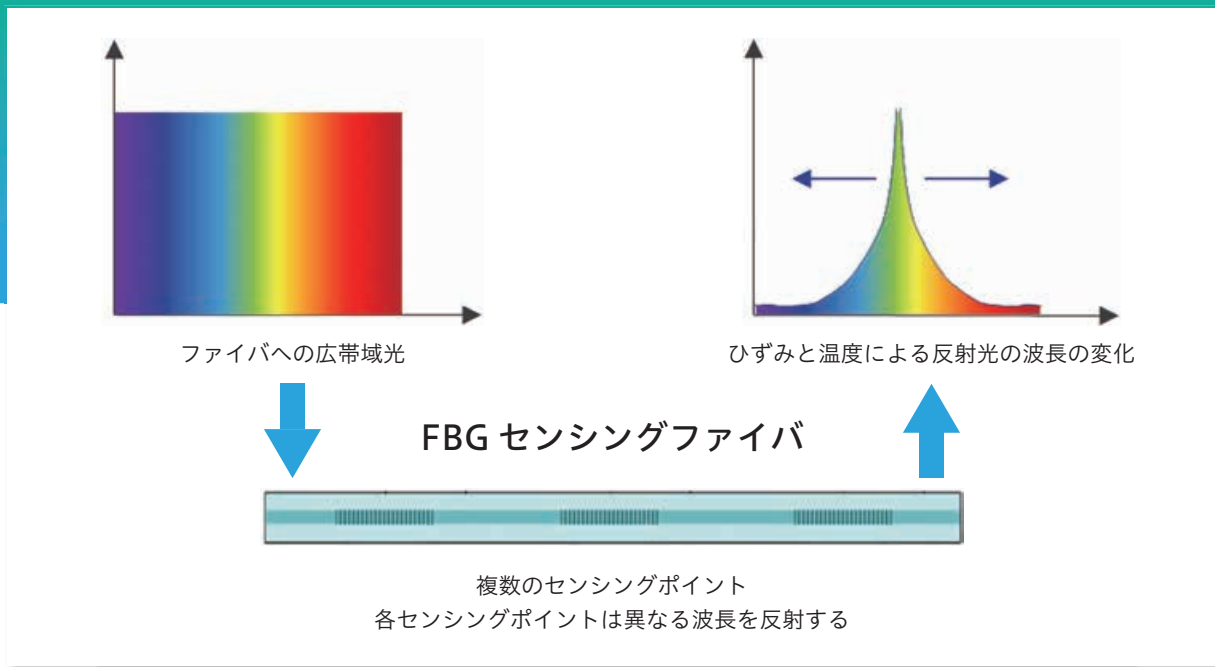 ファイバへの広帯域光
ひずみと温度による反射光の波長の変化
FBG センシングファイバ
複数のセンシングポイント
各センシングポイントは異なる波長を反射する